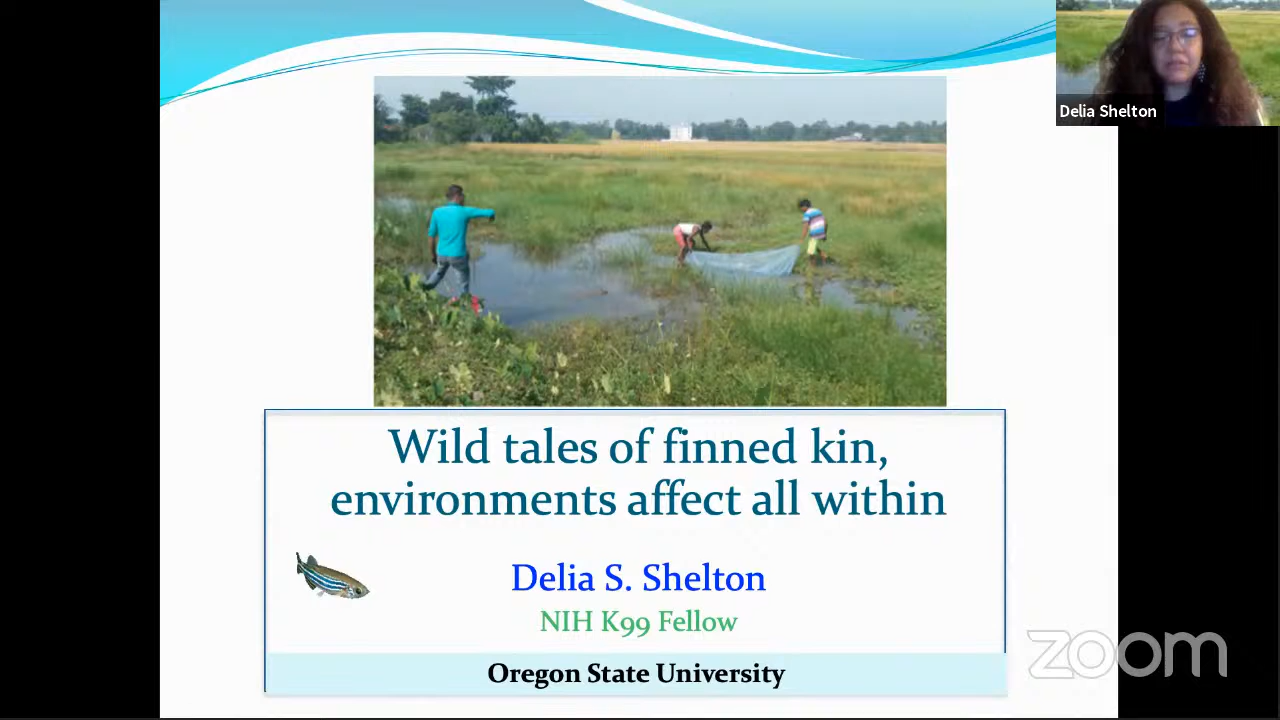 Delia Shelton
Wild tales of finned kin,
environments affect all within
Delia S. Shelton
NIH K99 Fellow
Oregon State University
zoom